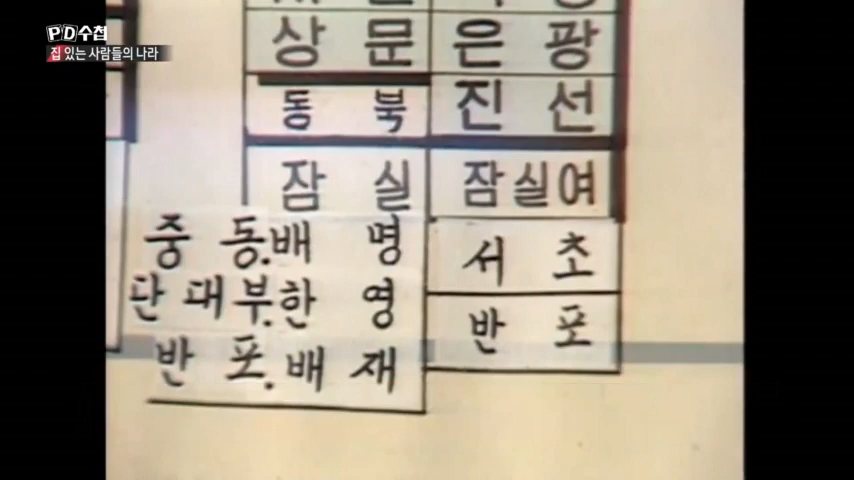 PD수첩
집 있는 사람들의 나라
상문 은광
동북 진선
잠실 잠실여
중동.배명 서초
단대부.한영 반포
반포.배재